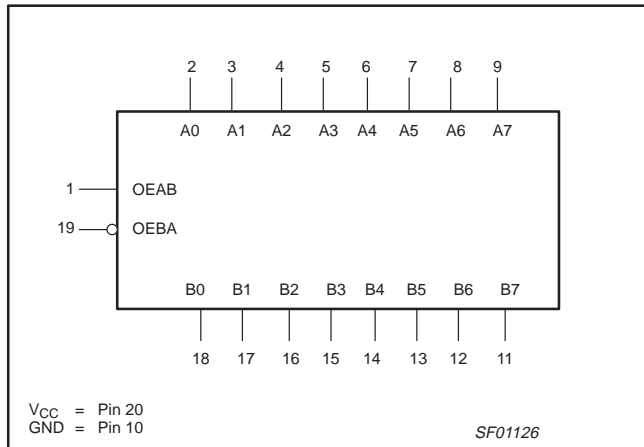 2 3 4 5 6 7 8 9
A0 A1 A2 A3 A4 A5 A6 A7
1 OEAB
19 OEBA
B0 B1 B2 B3 B4 B5 B6 B7
18 17 16 15 14 13 12 11
VCC = Pin 20
GND = Pin 10
SF01126